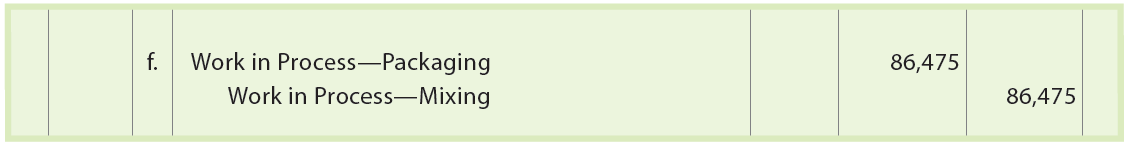 f. Work in Process—Packaging 86,475
Work in Process—Mixing 86,475